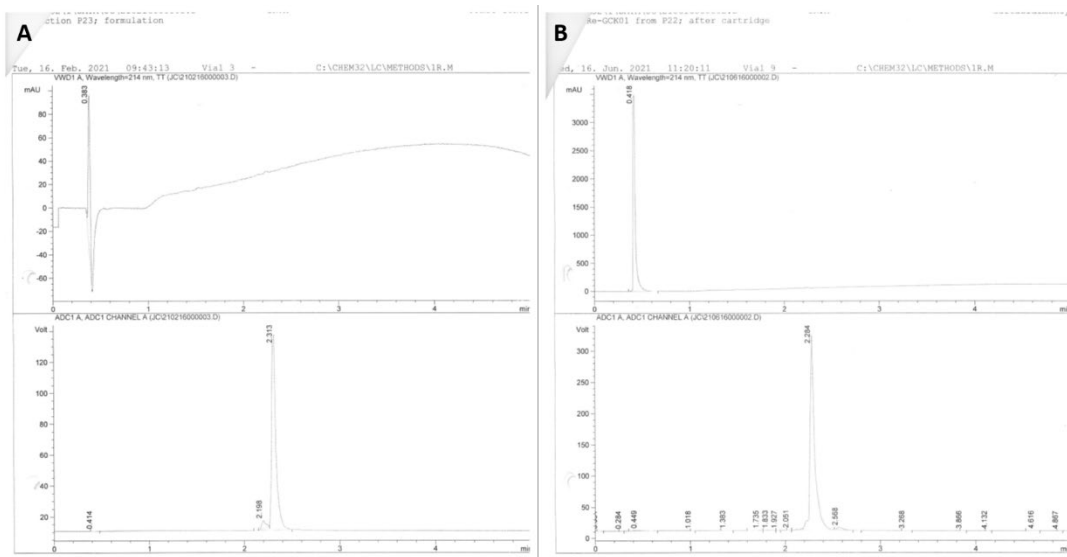 A
ction P23; formulation
Tue, 16. Feb. 2021 09:43:13 Vial 3 - C:\CHEM32\LC\METHODS\1R.M
VWD1 A, Wavelength=214 nm, TT (JC\210216000003.D)
mAU
80
60
40
20
0
-20
-40
-60
0.383
0 1 2 3 4 min
ADC1 A, ADC1 CHANNEL A (JC\210216000003.D)
Volt
120
100
80
60
40
20
0.414
2.198
2.313
0 1 2 3 4 min
B
-GCK01 from P22; after cartridge
ed, 16. Jun. 2021 11:20:11 Vial 9 - C:\CHEM32\LC\METHODS\1R.M
VWD1 A, Wavelength=214 nm, TT (JC\210616000002.D)
mAU
3000
2500
2000
1500
1000
500
0
0.418
0 1 2 3 4 min
ADC1 A, ADC1 CHANNEL A (JC\210616000002.D)
Volt
300
250
200
150
100
50
0
0.284
0.449
1.018
1.383
1.735
1.833
1.927
2.051
2.284
2.568
3.268
3.866
4.132
4.616
4.867
0 1 2 3 4